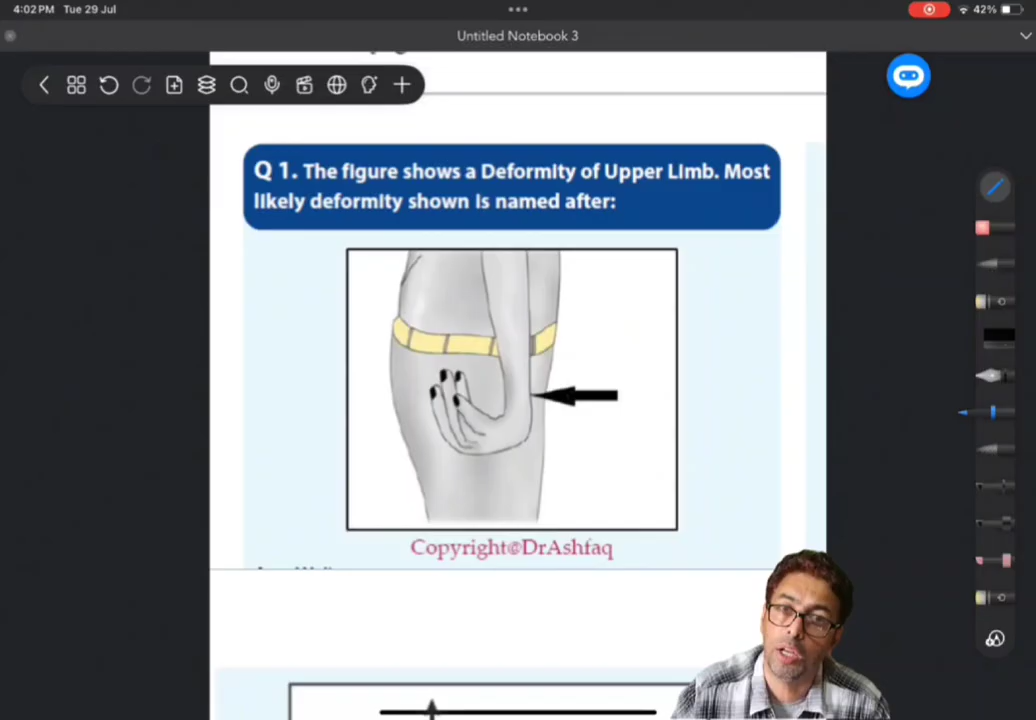 4:02 PM Tue 29 Jul
42%
Untitled Notebook 3
Q 1. The figure shows a Deformity of Upper Limb. Most
likely deformity shown is named after:
Copyright@DrAshfaq